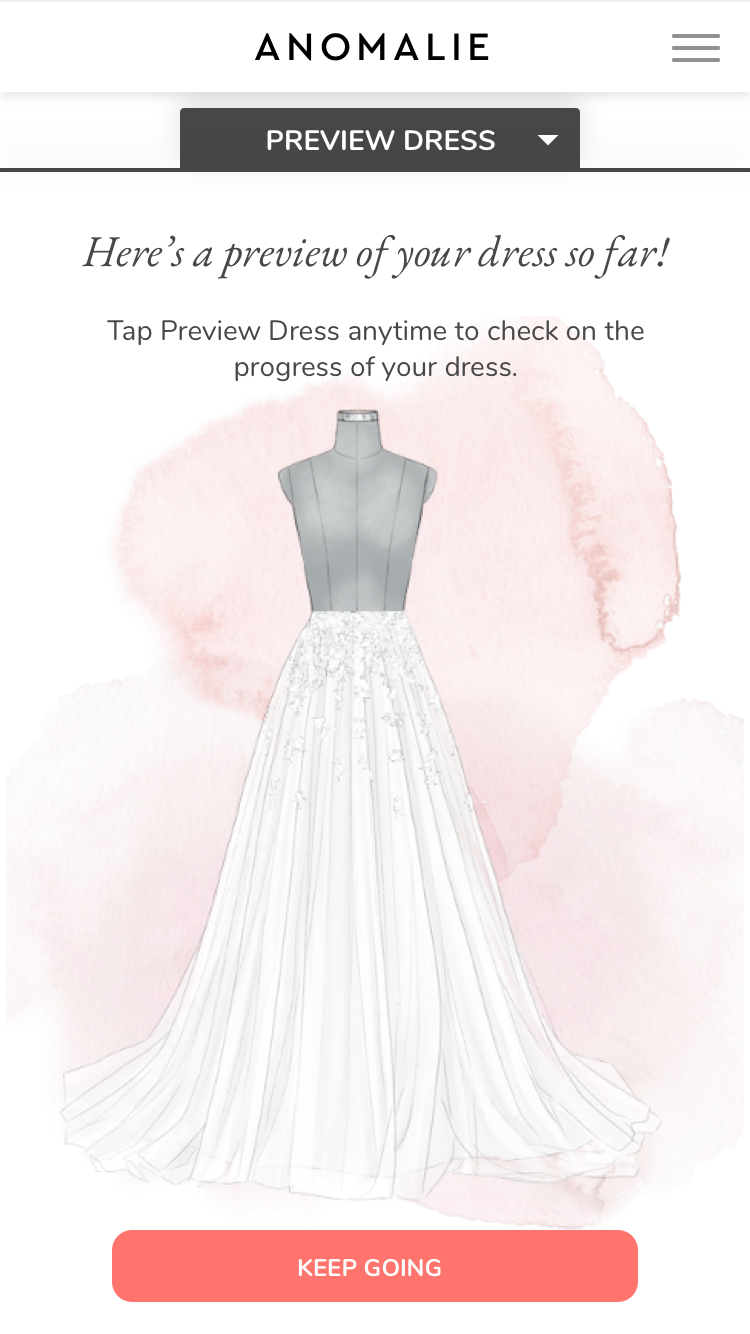 ANOMALIE
PREVIEW DRESS
Here’s a preview of your dress so far!
Tap Preview Dress anytime to check on the
progress of your dress.
KEEP GOING